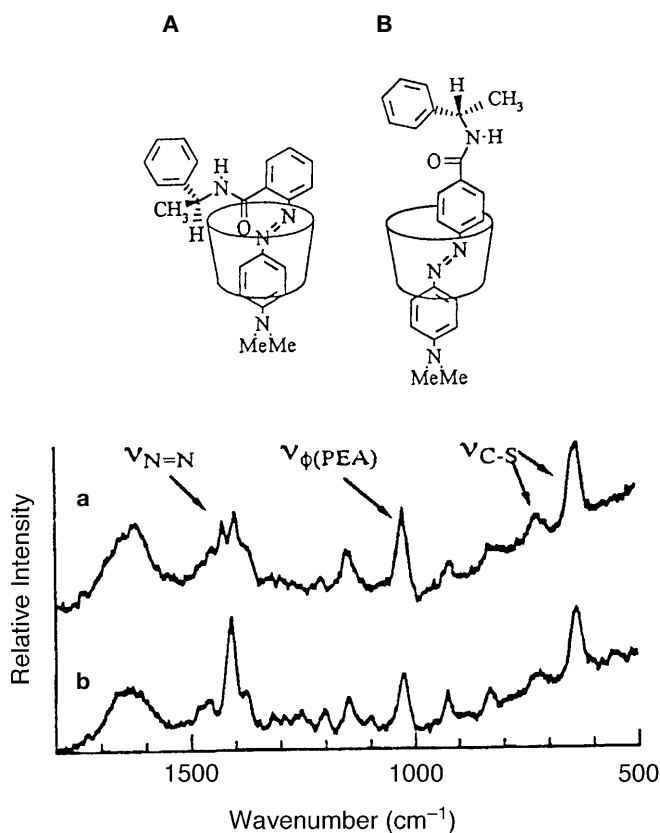 A B
H
CH₃
N·H
O
H
N
CH₃
H
O
N
N
N
MeMe
N
N
N
MeMe
νN=N
νϕ(PEA)
νC-S
a
b
Relative Intensity
1500 1000 500
Wavenumber (cm⁻¹)